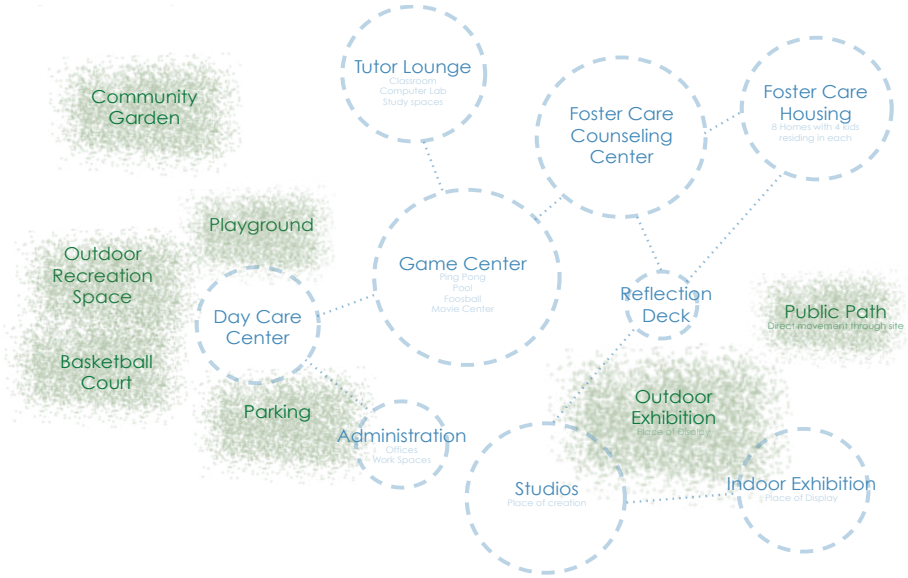 Tutor Lounge
Classroom
Computer Lab
Study spaces
Community
Garden
Foster Care
Counseling
Center
Foster Care
Housing
8 Homes with 4 kids
residing in each
Playground
Outdoor
Recreation
Space
Game Center
Ping Pong
Pool
Foosball
Movie Center
Day Care
Center
Reflection
Deck
Public Path
Direct movement through site
Basketball
Court
Parking
Outdoor
Exhibition
Place of
Administration
Offices
Work Spaces
Studios
Place of creation
Indoor Exhibition
Place of Display